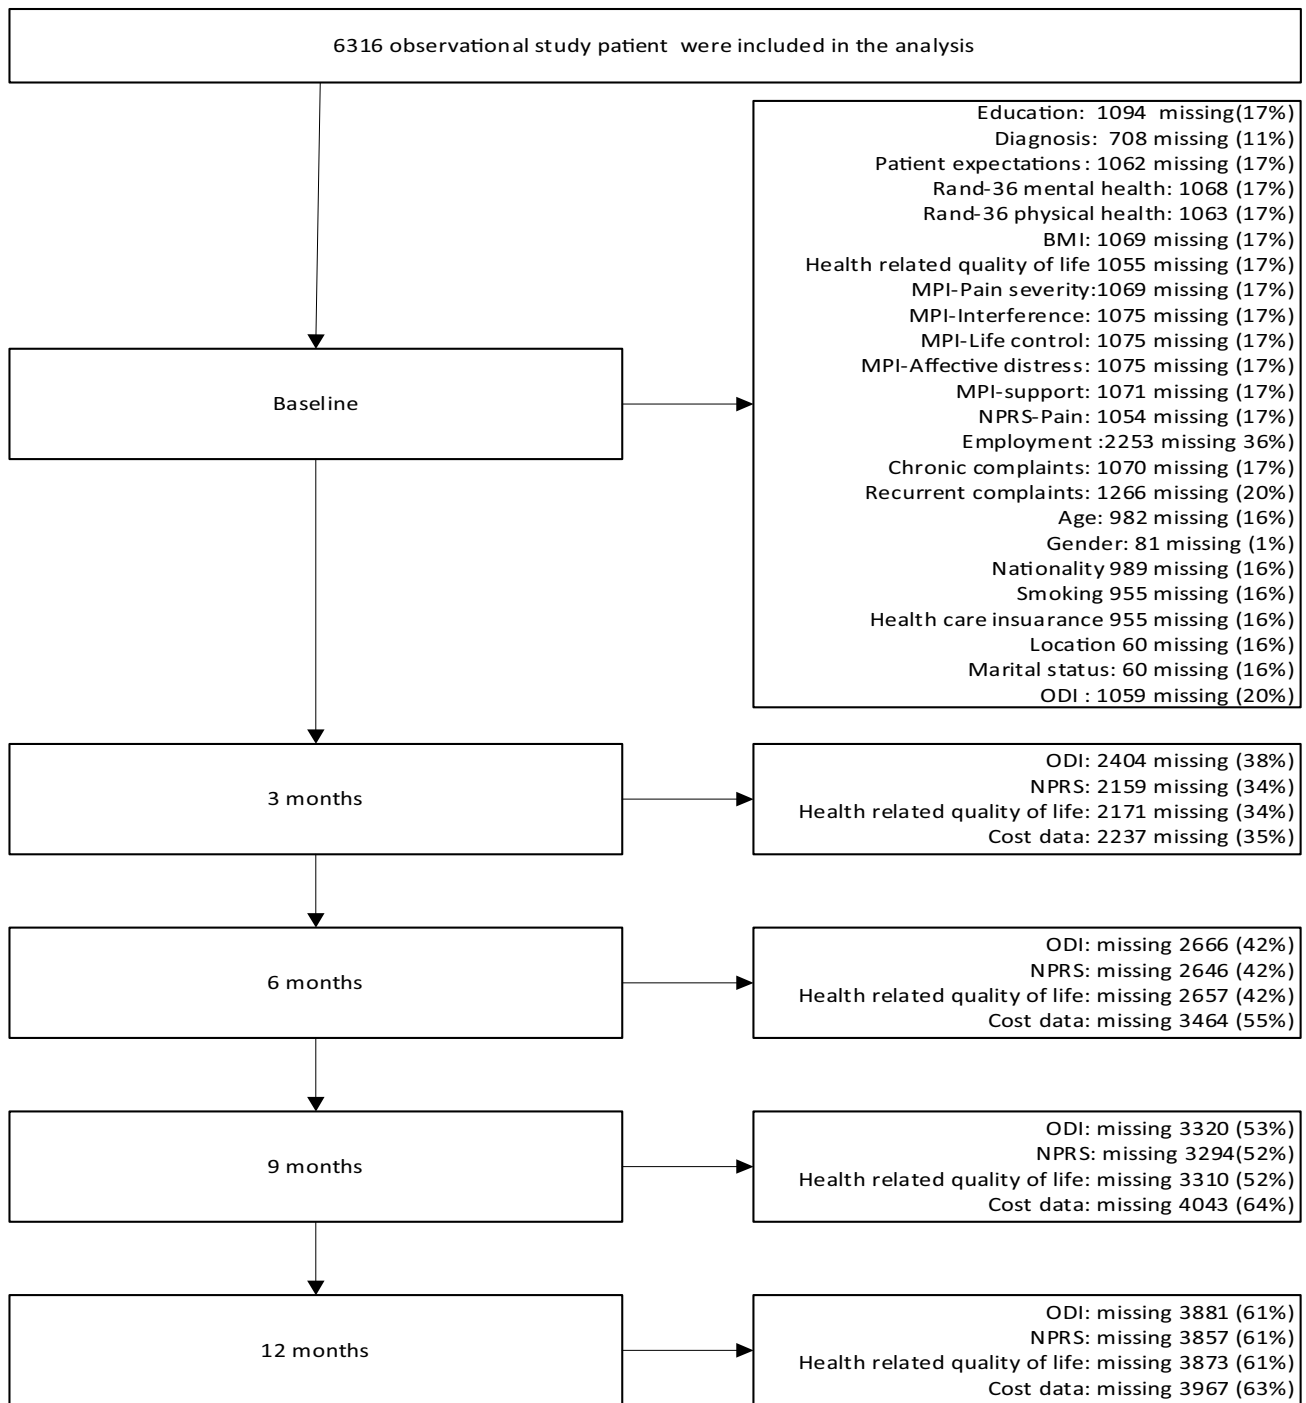 6316 observational study patient were included in the analysis
Education: 1094 missing(17%)
Diagnosis: 708 missing (11%)
Patient expectations: 1062 missing (17%)
Rand-36 mental health: 1068 (17%)
Rand-36 physical health: 1063 (17%)
BMI: 1069 missing (17%)
Health related quality of life 1055 missing (17%)
MPI-Pain severity:1069 missing (17%)
MPI-Interference: 1075 missing (17%)
MPI-Life control: 1075 missing (17%)
MPI-Affective distress: 1075 missing (17%)
MPI-support: 1071 missing (17%)
NPRS-Pain: 1054 missing (17%)
Employment :2253 missing 36%)
Chronic complaints: 1070 missing (17%)
Recurrent complaints: 1266 missing (20%)
Age: 982 missing (16%)
Gender: 81 missing (1%)
Nationality 989 missing (16%)
Smoking 955 missing (16%)
Health care insuarance 955 missing (16%)
Location 60 missing (16%)
Marital status: 60 missing (16%)
ODI : 1059 missing (20%)
Baseline
3 months
ODI: 2404 missing (38%)
NPRS: 2159 missing (34%)
Health related quality of life: 2171 missing (34%)
Cost data: 2237 missing (35%)
6 months
ODI: missing 2666 (42%)
NPRS: missing 2646 (42%)
Health related quality of life: missing 2657 (42%)
Cost data: missing 3464 (55%)
9 months
ODI: missing 3320 (53%)
NPRS: missing 3294(52%)
Health related quality of life: missing 3310 (52%)
Cost data: missing 4043 (64%)
12 months
ODI: missing 3881 (61%)
NPRS: missing 3857 (61%)
Health related quality of life: missing 3873 (61%)
Cost data: missing 3967 (63%)